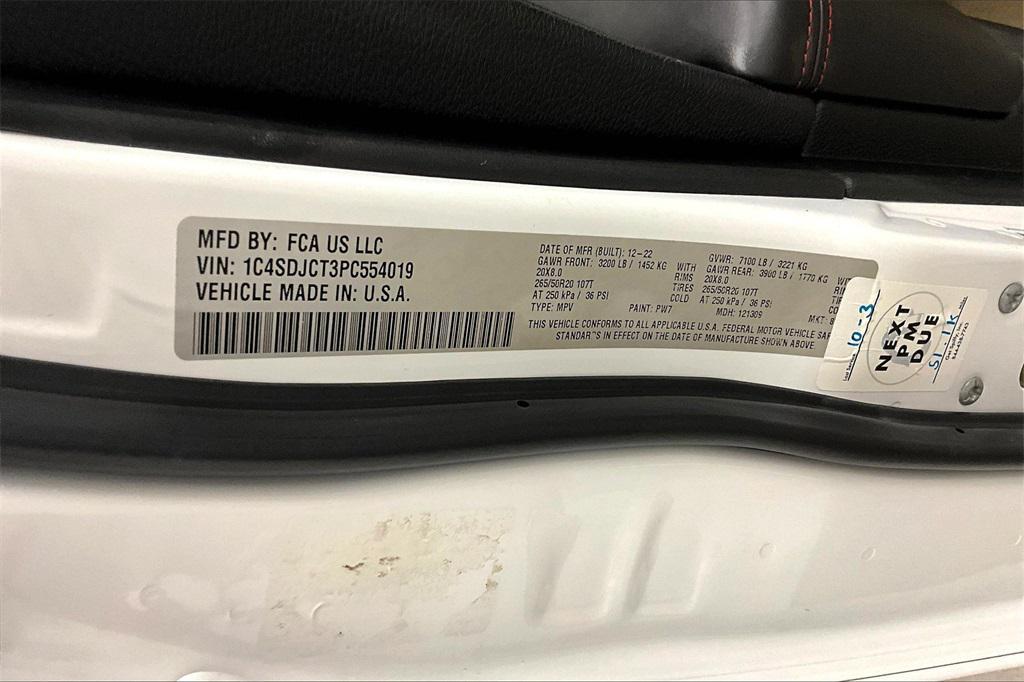 MFD BY: FCA US LLC
VIN: 1C4SDJCT3PC554019
VEHICLE MADE IN: U.S.A.
DATE OF MFR (BUILT): 12-22
GVWR: 7100 LB / 3221 KG
GAWR FRONT: 3200 LB / 1452 KG WITH
GAWR REAR: 3900 LB / 1770 KG
20X8.0 RIMS 20X8.0
265/50R20 107T TIRES 265/50R20 107T
AT 250 kPa / 36 PSI COLD AT 250 kPa / 36 PSI
TYPE: MPV PAINT: PW7 MDH: 121309 MKT:
THIS VEHICLE CONFORMS TO ALL APPLICABLE U.S.A. FEDERAL MOTOR VEHICLE
STANDARDS IN EFFECT ON THE DATE OF MANUFACTURE SHOWN ABOVE
10-3
NEXT
PM
DUE